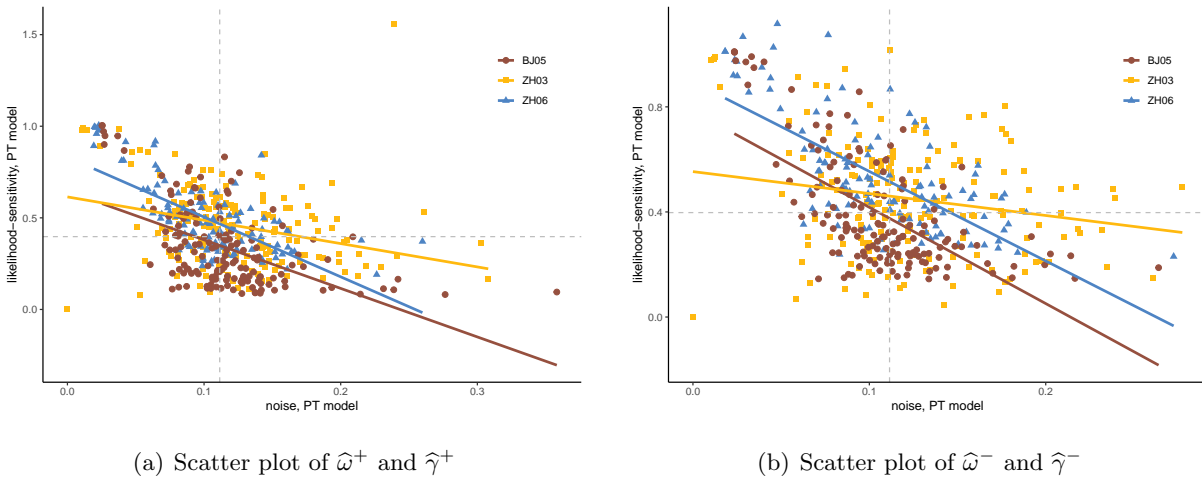 1.5
1.0
0.5
0.0
likelihood−sensitivity, PT model
BJ05
ZH03
ZH06
0.0
0.1
0.2
0.3
noise, PT model
0.8
0.4
0.0
likelihood−sensitivity, PT model
BJ05
ZH03
ZH06
0.0
0.1
0.2
noise, PT model
(a) Scatter plot of ω̂⁺ and γ̂⁺
(b) Scatter plot of ω̂⁻ and γ̂⁻